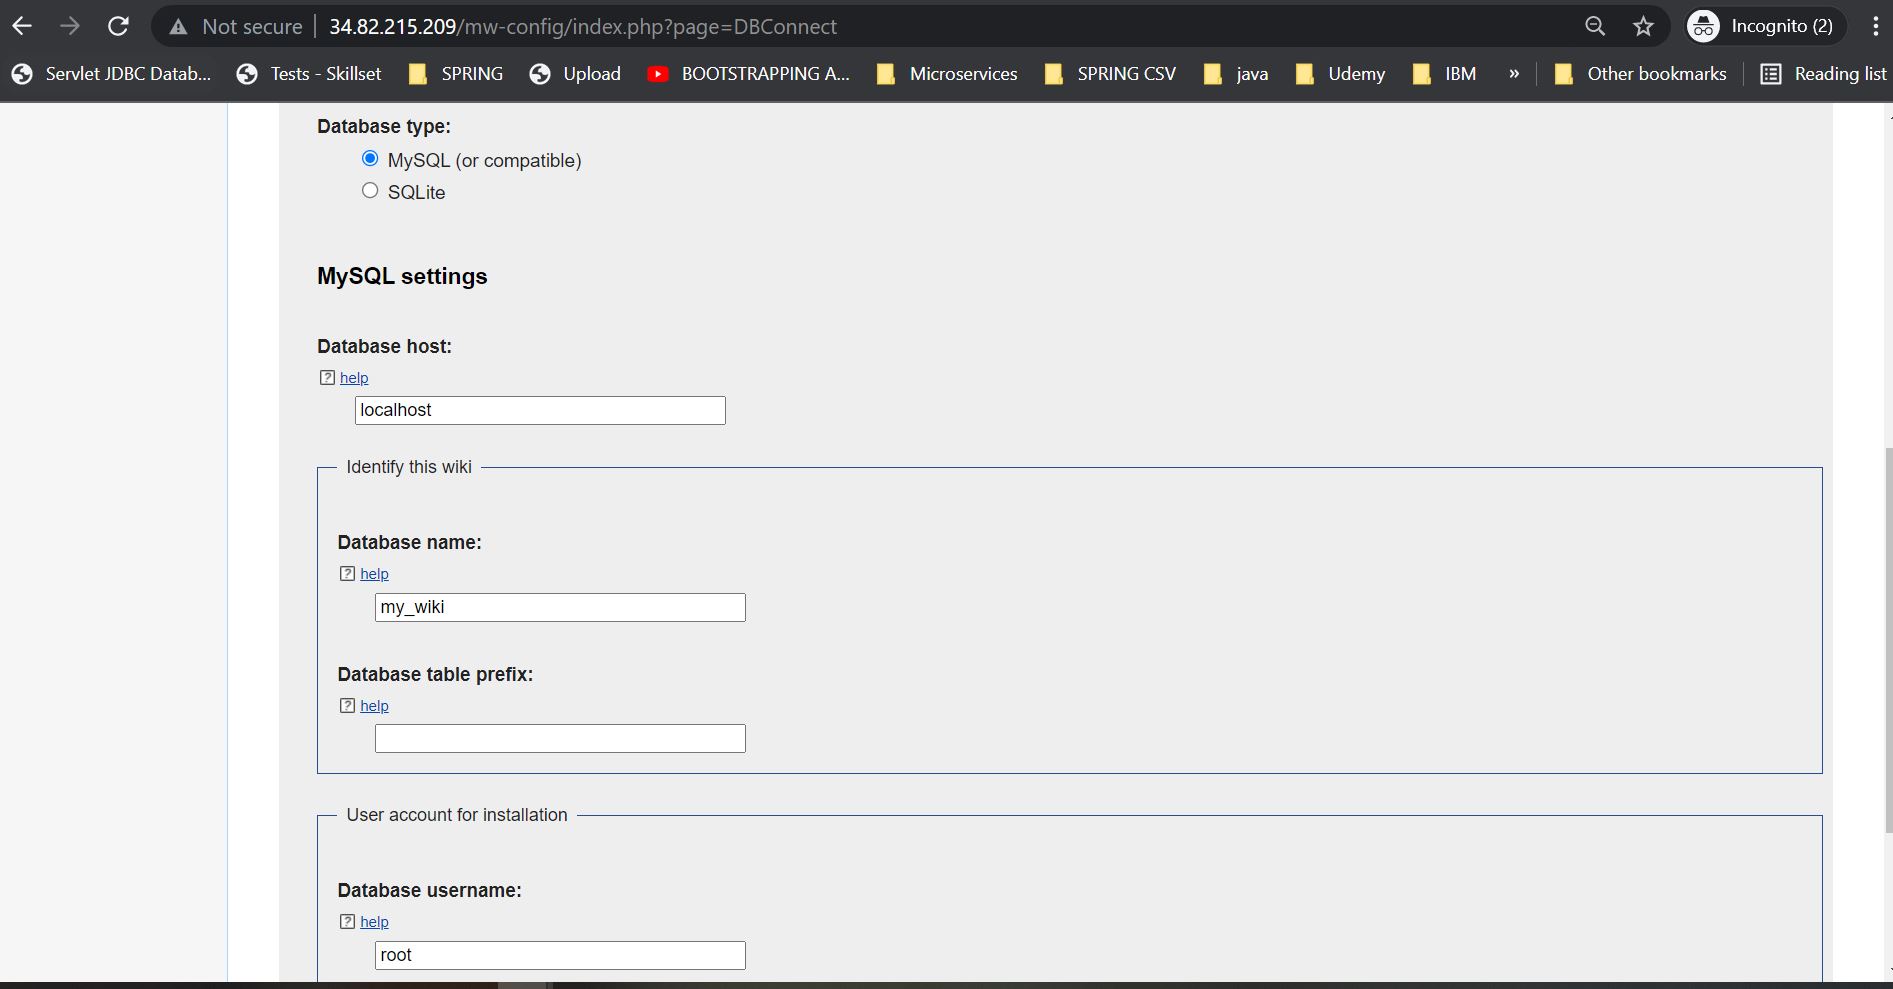 Not secure 34.82.215.209/mw-config/index.php?page=DBConnect Incognito (2)
Servlet JDBC Datab... Tests - Skillset SPRING Upload BOOTSTRAPPING A... Microservices SPRING CSV java Udemy IBM » Other bookmarks Reading list
Database type:
MySQL (or compatible)
SQLite
MySQL settings
Database host:
? help
localhost
Identify this wiki
Database name:
? help
my_wiki
Database table prefix:
? help
User account for installation
Database username:
? help
root